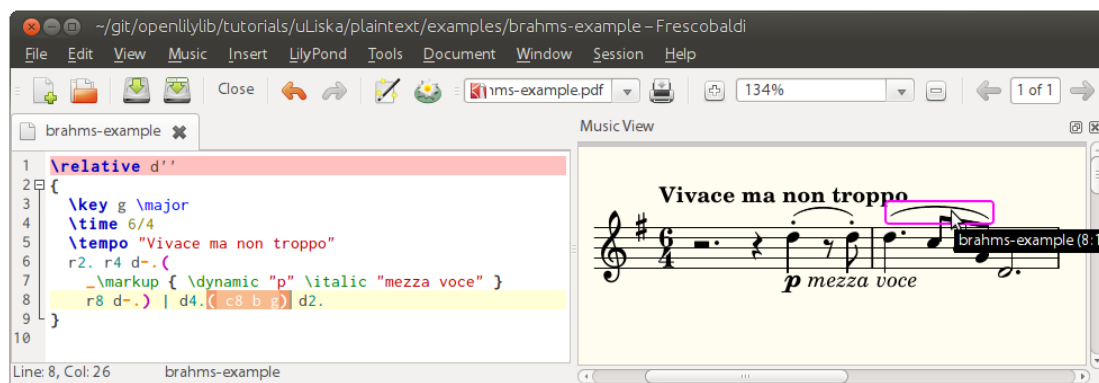 ~/git/openlilylib/tutorials/uLiska/plaintext/examples/brahms-example – Frescobaldi
File Edit View Music Insert LilyPond Tools Document Window Session Help
Close ms-example.pdf 134% 1 of 1
brahms-example
Music View
1 \relative d''
2 {
3 \key g \major
4 \time 6/4
5 \tempo "Vivace ma non troppo"
6 r2. r4 d-.(
7 _\markup { \dynamic "p" \italic "mezza voce" }
8 r8 d-.) | d4.( c8 b g) d2.
9 }
10
Vivace ma non troppo
6
4
brahms-example (8:1
p mezza voce
Line: 8, Col: 26 brahms-example